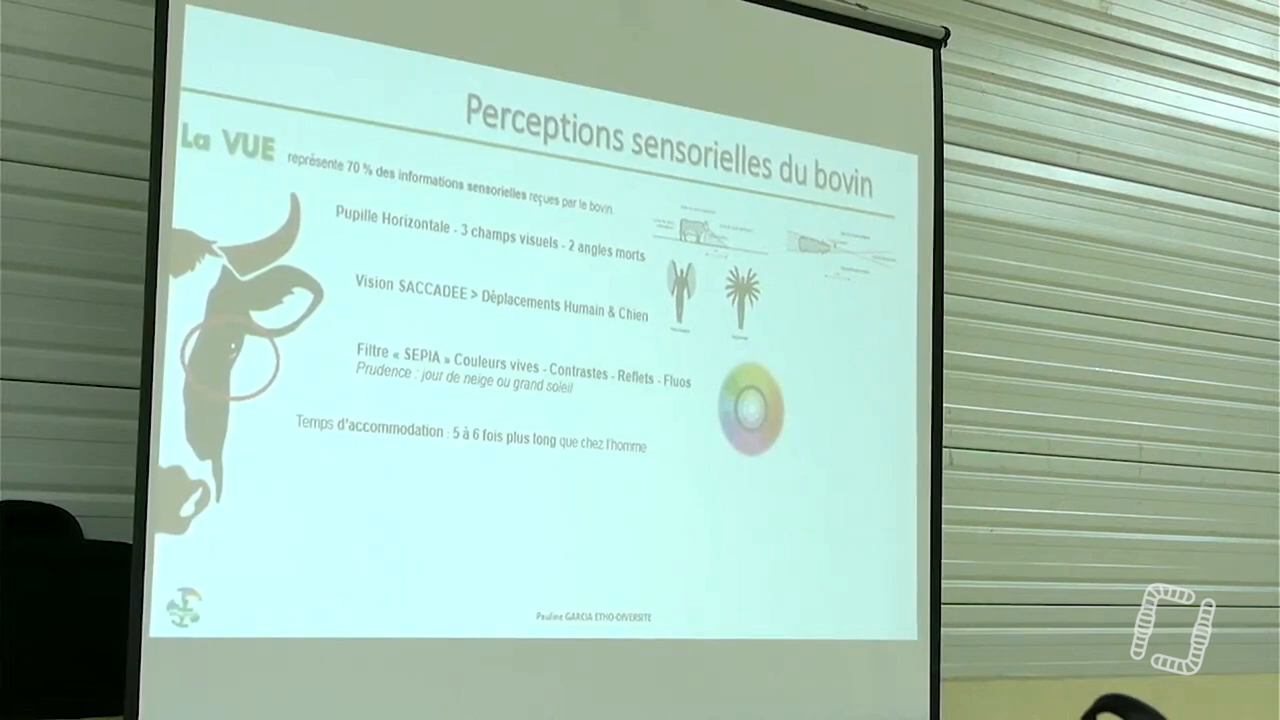 Perceptions sensorielles du bovin
La VUE représente 70 % des informations sensorielles reçues par le bovin.
Pupille Horizontale - 3 champs visuels - 2 angles morts
Vision SACCADEE > Déplacements Humain & Chien
Filtre « SEPIA » Couleurs vives - Contrastes - Reflets - Fluos
Prudence : jour de neige ou grand soleil
Temps d'accommodation : 5 à 6 fois plus long que chez l'homme
Pauline GARCIA ETHO-DIVERSITE